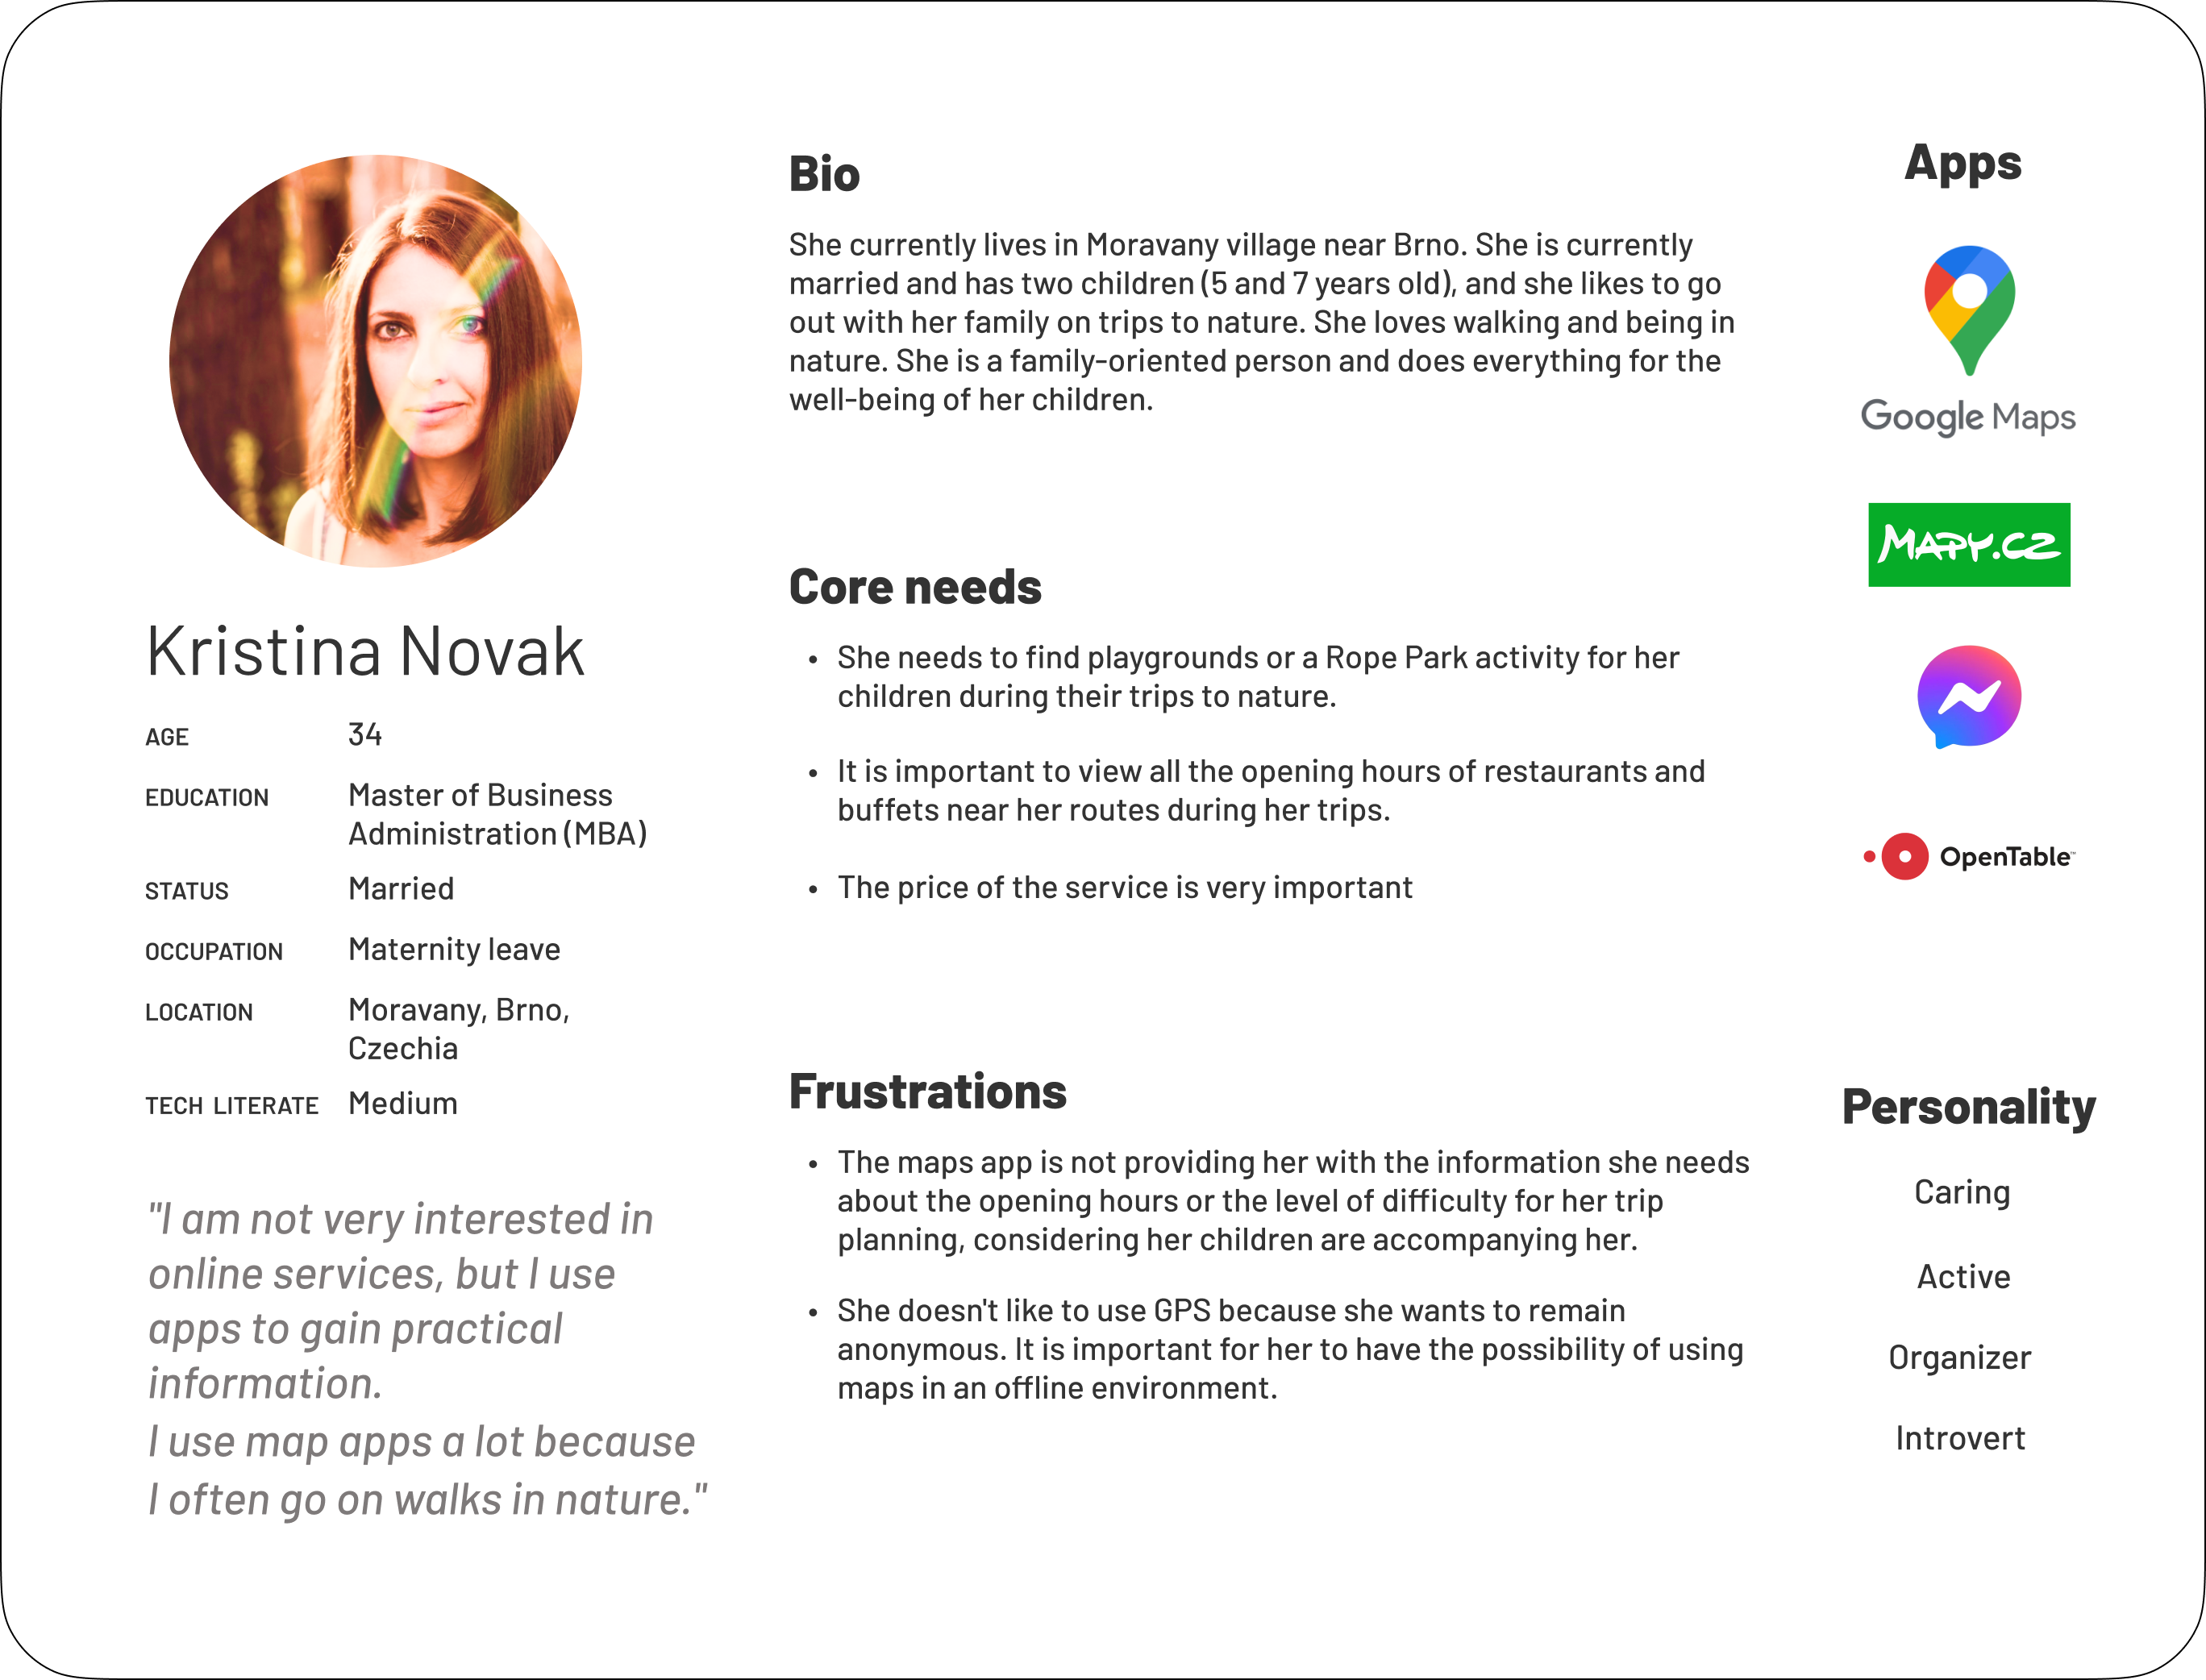 Kristina Novak
AGE 34
EDUCATION Master of Business
Administration (MBA)
STATUS Married
OCCUPATION Maternity leave
LOCATION Moravany, Brno,
Czechia
TECH LITERATE Medium
"I am not very interested in
online services, but I use
apps to gain practical
information.
I use map apps a lot because
I often go on walks in nature."
Bio
She currently lives in Moravany village near Brno. She is currently
married and has two children (5 and 7 years old), and she likes to go
out with her family on trips to nature. She loves walking and being in
nature. She is a family-oriented person and does everything for the
well-being of her children.
Core needs
• She needs to find playgrounds or a Rope Park activity for her
children during their trips to nature.
• It is important to view all the opening hours of restaurants and
buffets near her routes during her trips.
• The price of the service is very important
Frustrations
• The maps app is not providing her with the information she needs
about the opening hours or the level of difficulty for her trip
planning, considering her children are accompanying her.
• She doesn't like to use GPS because she wants to remain
anonymous. It is important for her to have the possibility of using
maps in an offline environment.
Apps
Google Maps
MAPY.CZ
OpenTable™
Personality
Caring
Active
Organizer
Introvert